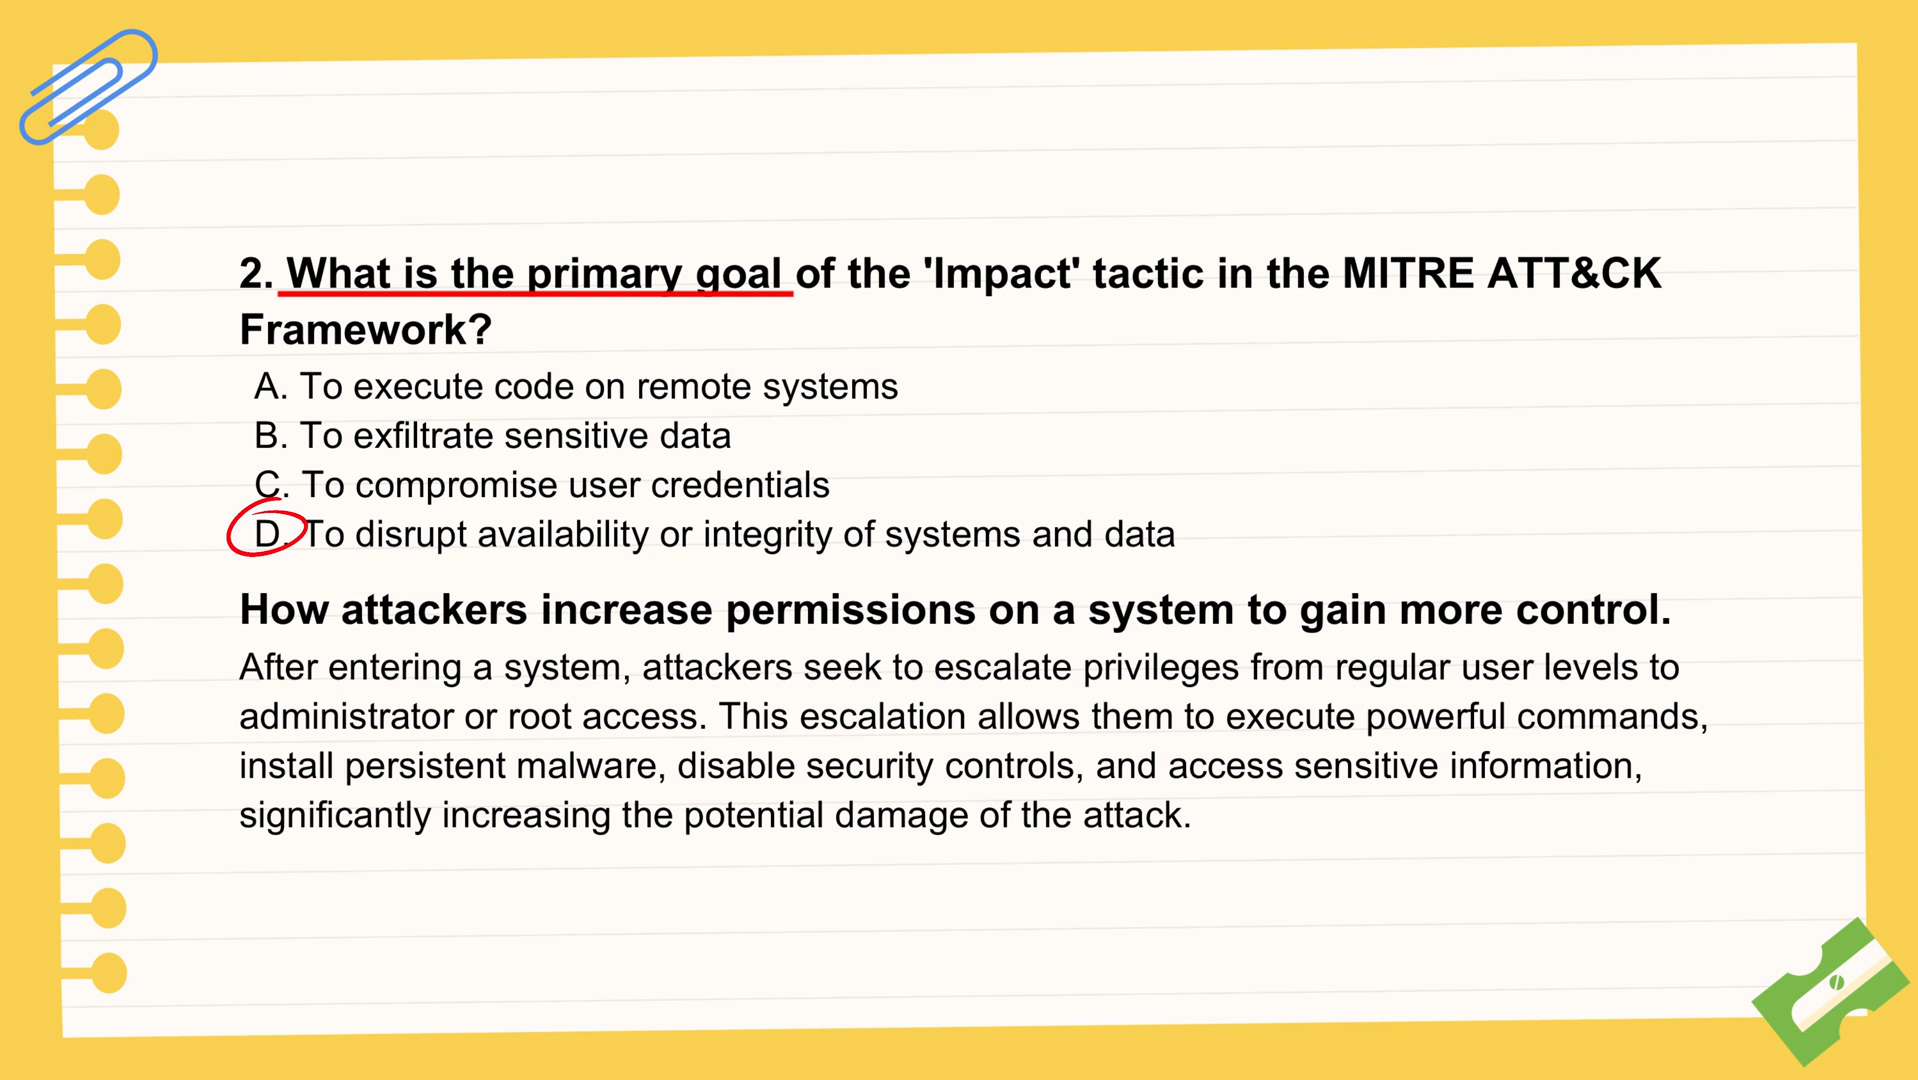 2. What is the primary goal of the 'Impact' tactic in the MITRE ATT&CK
Framework?
A. To execute code on remote systems
B. To exfiltrate sensitive data
C. To compromise user credentials
D. To disrupt availability or integrity of systems and data
How attackers increase permissions on a system to gain more control.
After entering a system, attackers seek to escalate privileges from regular user levels to
administrator or root access. This escalation allows them to execute powerful commands,
install persistent malware, disable security controls, and access sensitive information,
significantly increasing the potential damage of the attack.